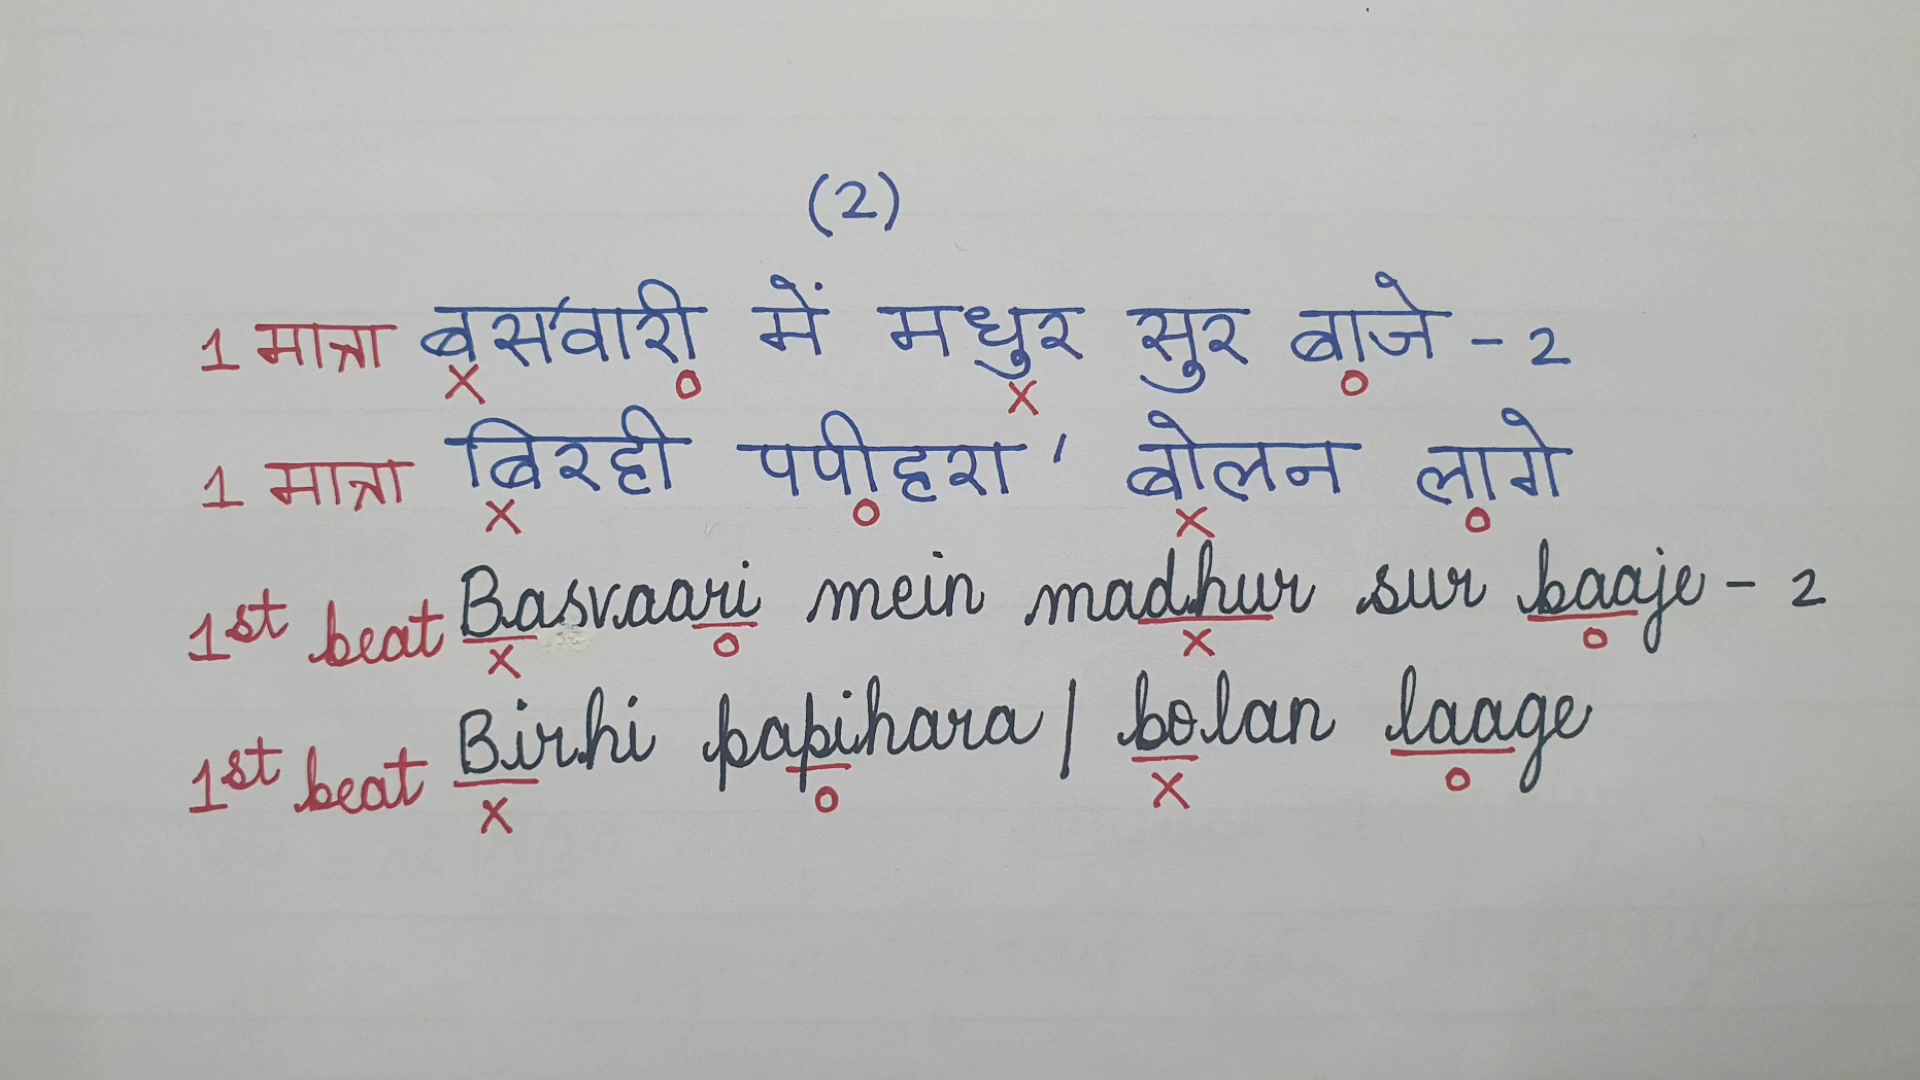 (2)
1 मात्रा बसवारी में मधुर सुर बाजे - 2
x o x o
1 मात्रा बिरही पपीहरा ' बोलन लागे
x o x o
1st beat Basvaari mein madhur sur baaje - 2
x o x o
1st beat Birhi papihara | bolan laage
x o x o